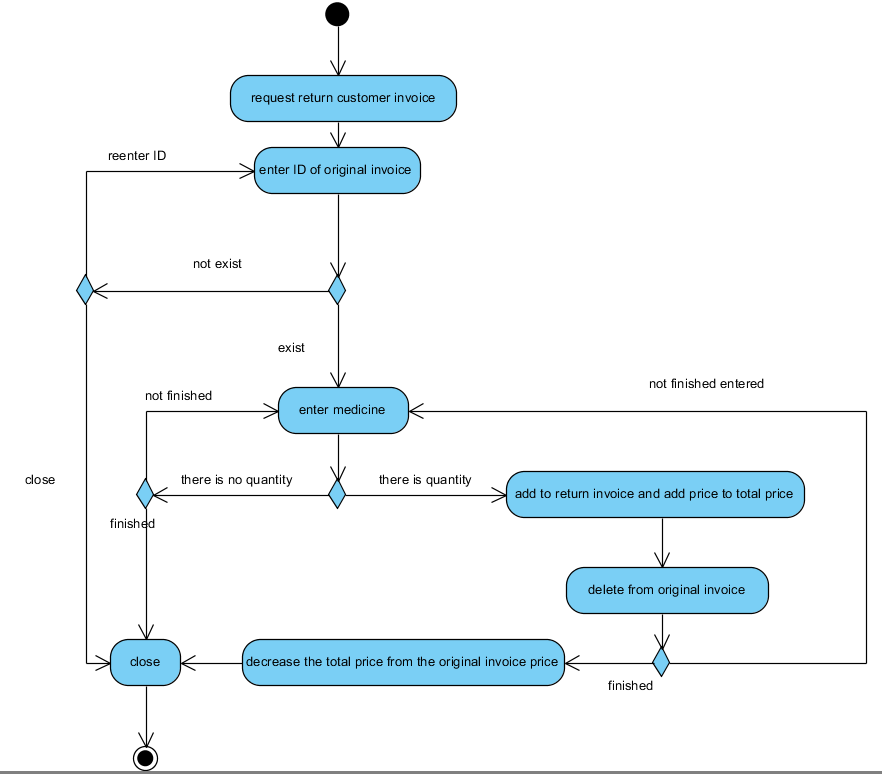 request return customer invoice
reenter ID
enter ID of original invoice
not exist
exist
not finished entered
not finished
enter medicine
close
there is no quantity
there is quantity
add to return invoice and add price to total price
finished
delete from original invoice
close
decrease the total price from the original invoice price
finished